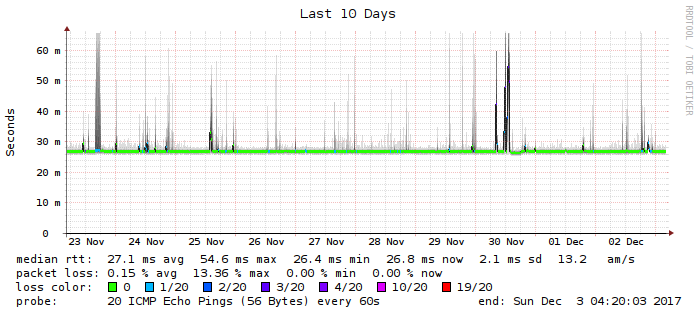 Last 10 Days
RRDTOOL / TOBI OETIKER
Seconds
60 m
50 m
40 m
30 m
20 m
10 m
0
23 Nov 24 Nov 25 Nov 26 Nov 27 Nov 28 Nov 29 Nov 30 Nov 01 Dec 02 Dec
median rtt: 27.1 ms avg 54.6 ms max 26.4 ms min 26.8 ms now 2.1 ms sd 13.2 am/s
packet loss: 0.15 % avg 13.36 % max 0.00 % min 0.00 % now
loss color: 0 1/20 2/20 3/20 4/20 10/20 19/20
probe: 20 ICMP Echo Pings (56 Bytes) every 60s end: Sun Dec 3 04:20:03 2017